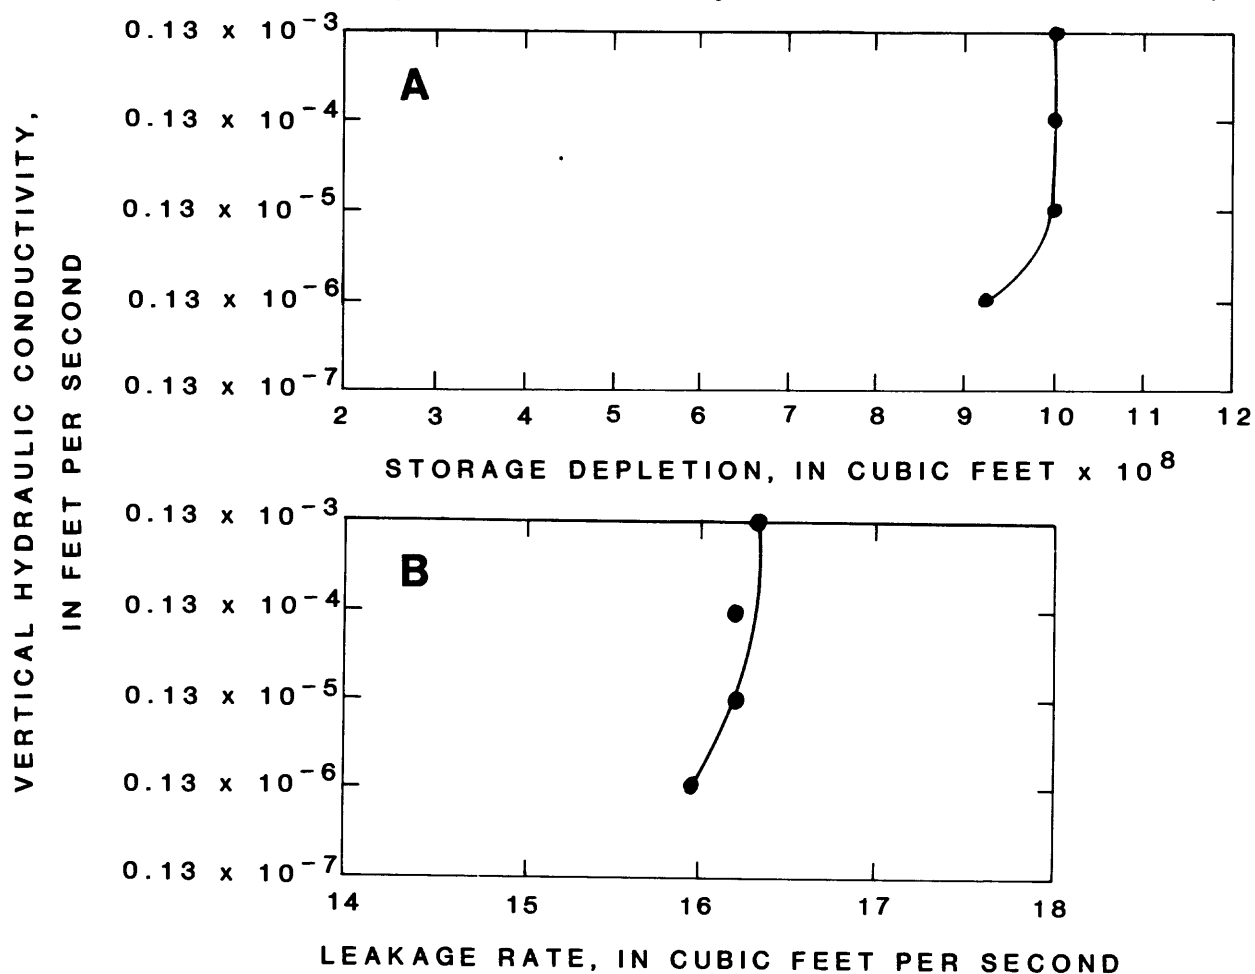 0.13 x 10-3
A
0.13 x 10-4
0.13 x 10-5
0.13 x 10-6
0.13 x 10-7
2 3 4 5 6 7 8 9 10 11 12
STORAGE DEPLETION, IN CUBIC FEET x 10 8
VERTICAL HYDRAULIC CONDUCTIVITY,
IN FEET PER SECOND
0.13 x 10-3
B
0.13 x 10-4
0.13 x 10-5
0.13 x 10-6
0.13 x 10-7
14 15 16 17 18
LEAKAGE RATE, IN CUBIC FEET PER SECOND